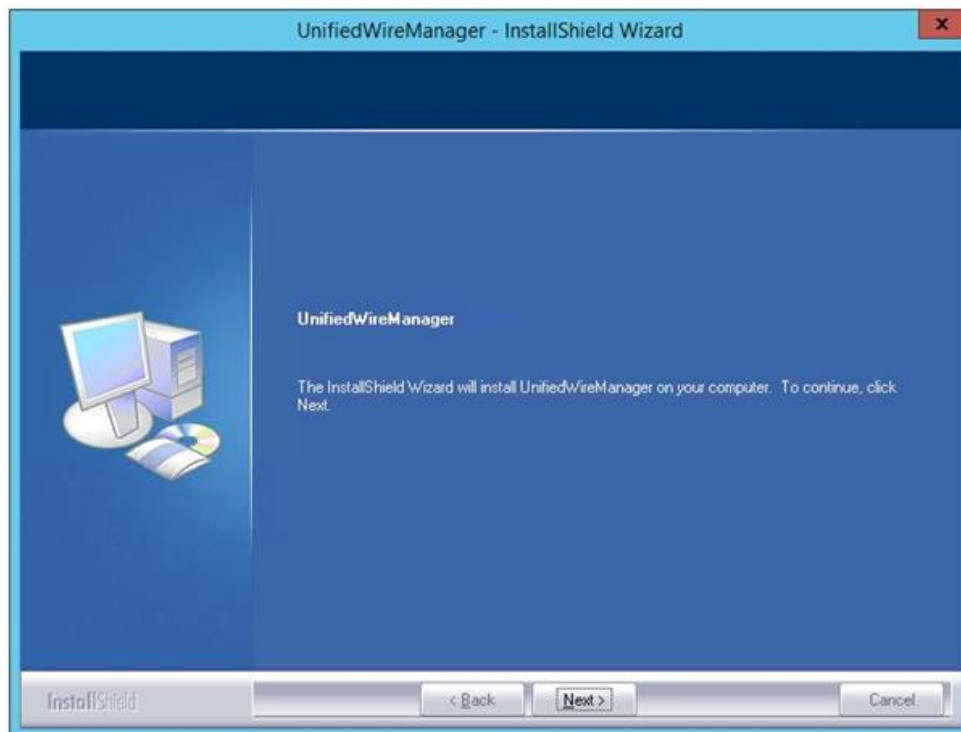 UnifiedWireManager - InstallShield Wizard
x
UnifiedWireManager
The InstallShield Wizard will install UnifiedWireManager on your computer. To continue, click
Next.
InstallShield
< Back
Next >
Cancel